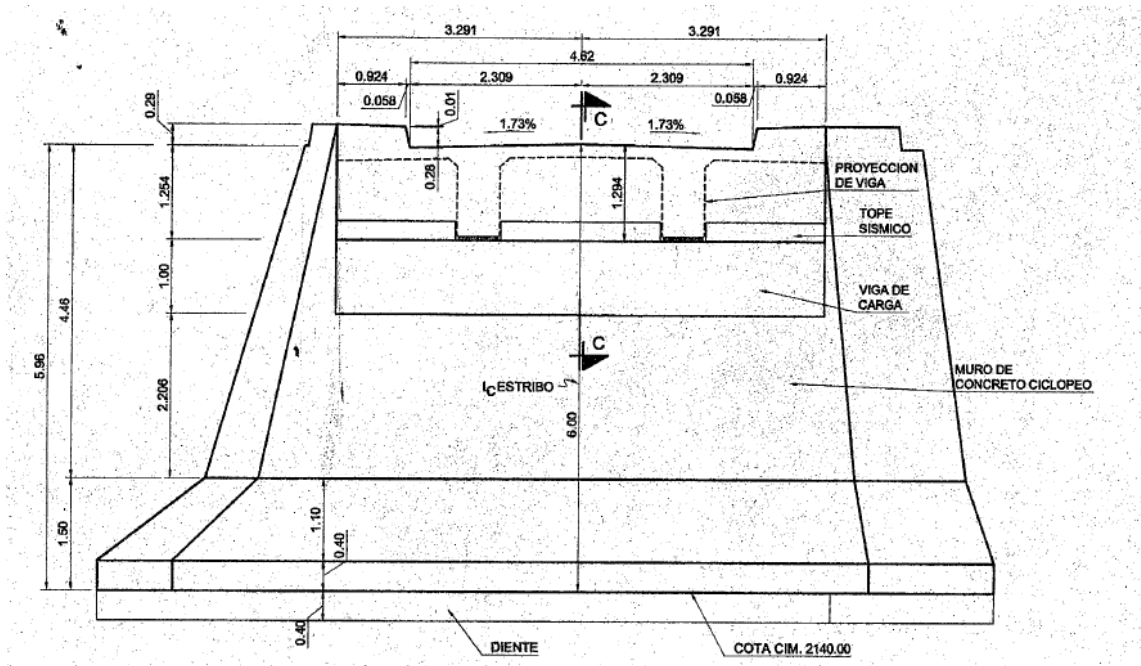 3.291
3.291
4.62
0.924
2.309
2.309
0.924
0.058
0.01
0.058
0.29
1.73%
C
1.73%
0.28
1.254
1.294
PROYECCION
DE VIGA
TOPE
SISMICO
1.00
VIGA DE
CARGA
4.46
5.96
C
2.206
ESTRIBO
MURO DE
CONCRETO CICLOPEO
6.00
1.50
1.10
0.40
0.40
DIENTE
COTA CIM. 2140.00